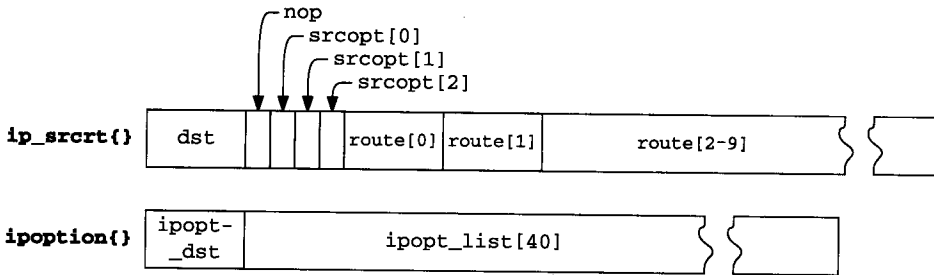 nop
srcopt[0]
srcopt[1]
srcopt[2]
ip_srcrt{}
dst
route[0]
route[1]
route[2-9]
ipoption{}
ipopt-
_dst
ipopt_list[40]